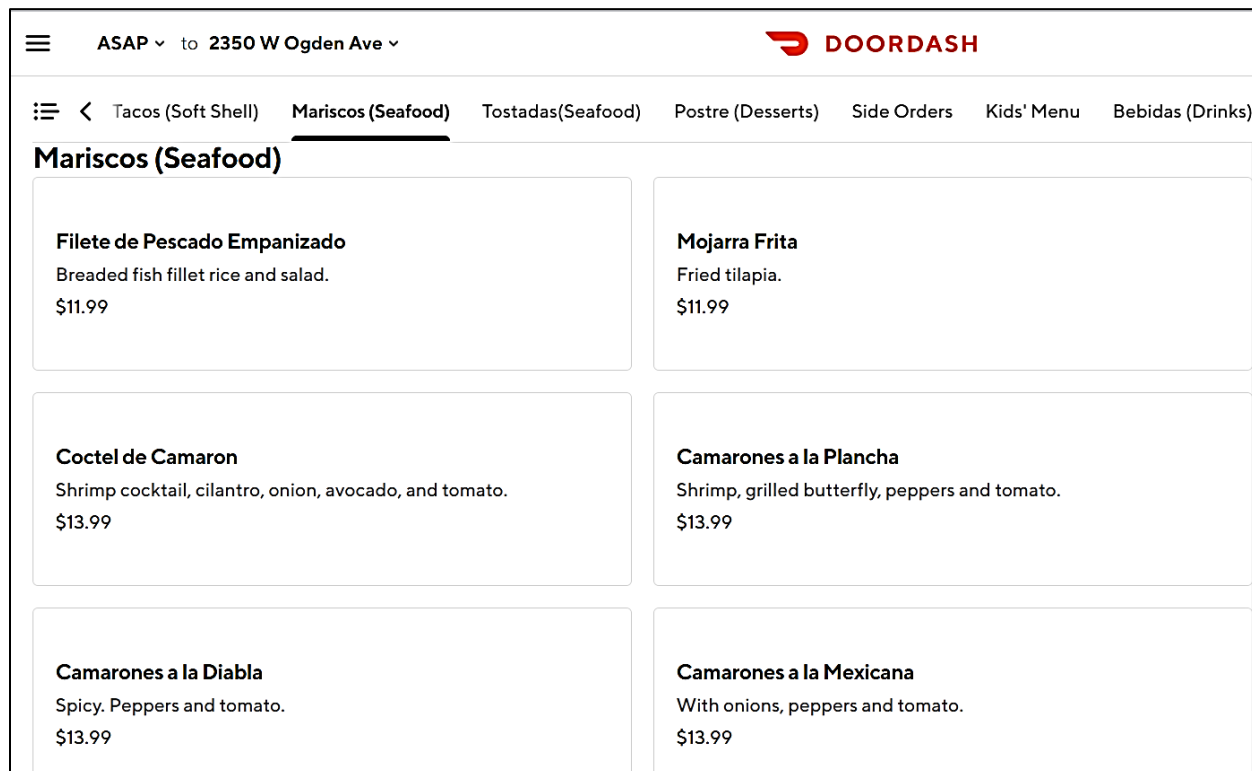 ASAP to 2350 W Ogden Ave DOORDASH
Tacos (Soft Shell) Mariscos (Seafood) Tostadas(Seafood) Postre (Desserts) Side Orders Kids' Menu Bebidas (Drinks)
Mariscos (Seafood)
Filete de Pescado Empanizado
Breaded fish fillet rice and salad.
$11.99
Mojarra Frita
Fried tilapia.
$11.99
Coctel de Camaron
Shrimp cocktail, cilantro, onion, avocado, and tomato.
$13.99
Camarones a la Plancha
Shrimp, grilled butterfly, peppers and tomato.
$13.99
Camarones a la Diabla
Spicy. Peppers and tomato.
$13.99
Camarones a la Mexicana
With onions, peppers and tomato.
$13.99